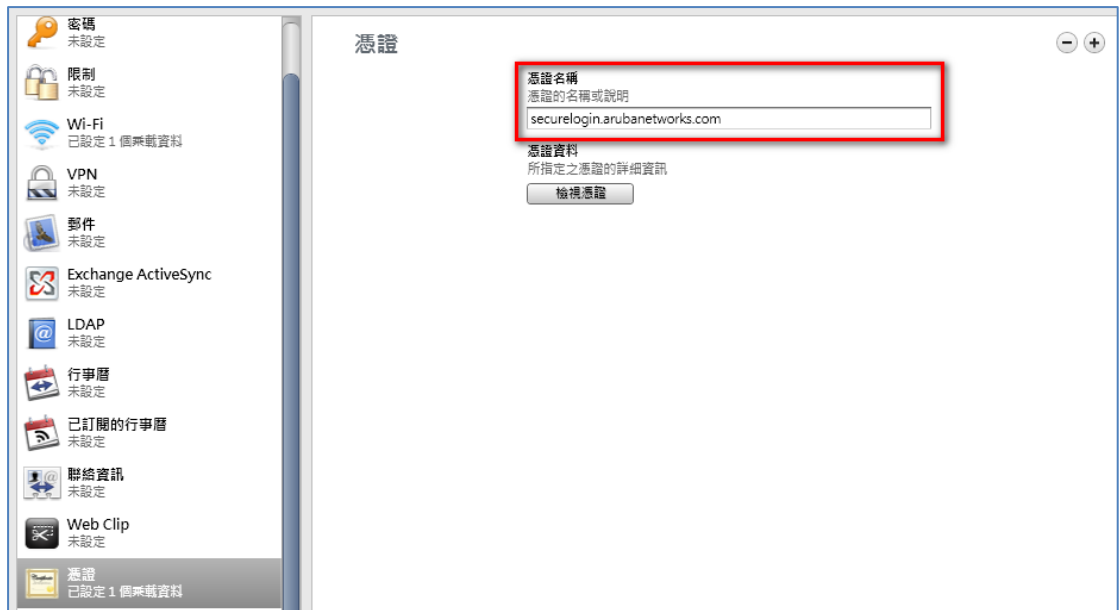 密碼
未設定
限制
未設定
Wi-Fi
已設定 1 個乘載資料
VPN
未設定
郵件
未設定
Exchange ActiveSync
未設定
LDAP
未設定
行事曆
未設定
已訂閱的行事曆
未設定
聯絡資訊
未設定
Web Clip
未設定
憑證
已設定 1 個乘載資料
憑證
憑證名稱
憑證的名稱或說明
securelogin.arubanetworks.com
憑證資料
所指定之憑證的詳細資訊
檢視憑證